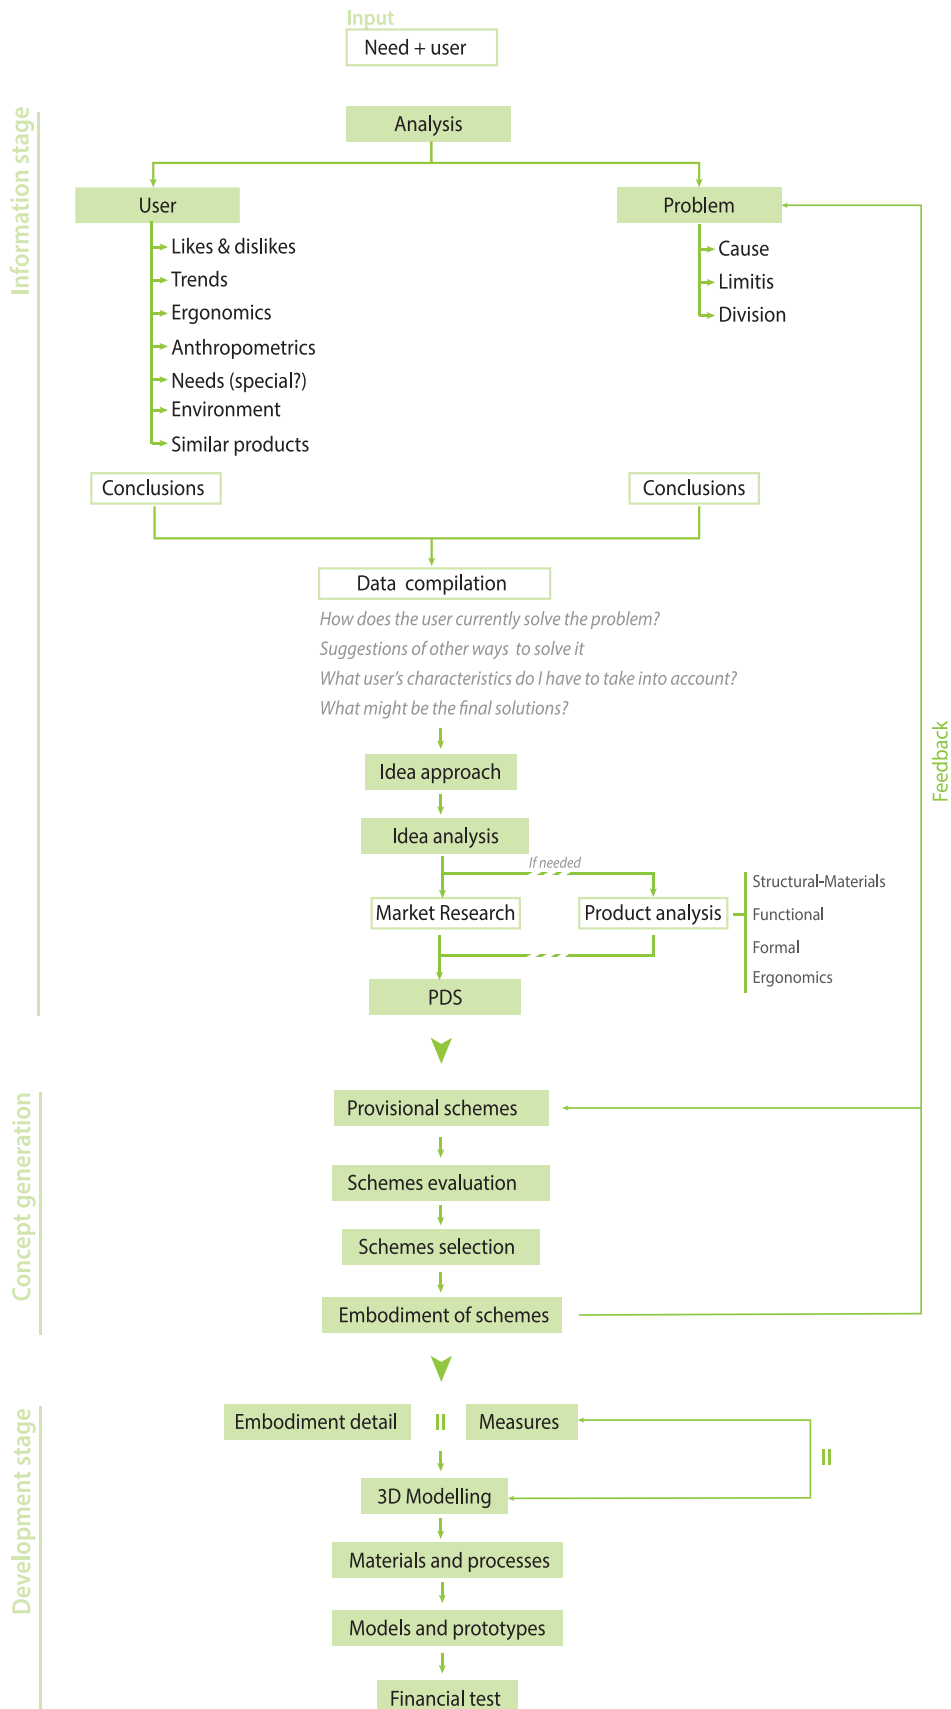 Input
Need + user
Information stage
Analysis
User
Problem
Likes & dislikes
Trends
Ergonomics
Anthropometrics
Needs (special?)
Environment
Similar products
Cause
Limitis
Division
Conclusions
Conclusions
Data compilation
How does the user currently solve the problem?
Suggestions of other ways to solve it
What user's characteristics do I have to take into account?
What might be the final solutions?
Feedback
Idea approach
Idea analysis
If needed
Market Research
Product analysis
Structural-Materials
Functional
Formal
Ergonomics
PDS
Concept generation
Provisional schemes
Schemes evaluation
Schemes selection
Embodiment of schemes
Development stage
Embodiment detail
Measures
3D Modelling
Materials and processes
Models and prototypes
Financial test